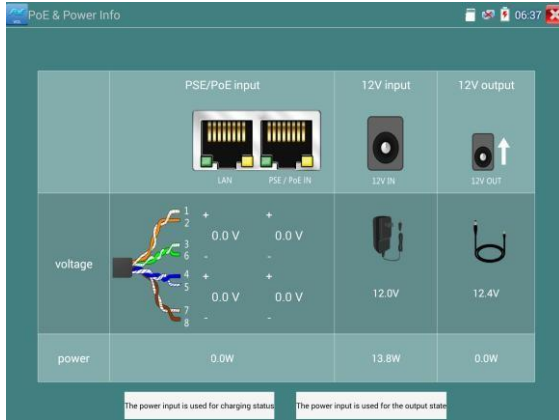 PoE & Power Info
06:37
PSE/PoE input
12V input
12V output
LAN
PSE / PoE IN
12V IN
12V OUT
voltage
1 + +
2
0.0 V 0.0 V
3
6 - -
4 + +
5
0.0 V 0.0 V
7
8 - -
12.0V
12.4V
power
0.0W
13.8W
0.0W
The power input is used for charging status
The power input is used for the output state